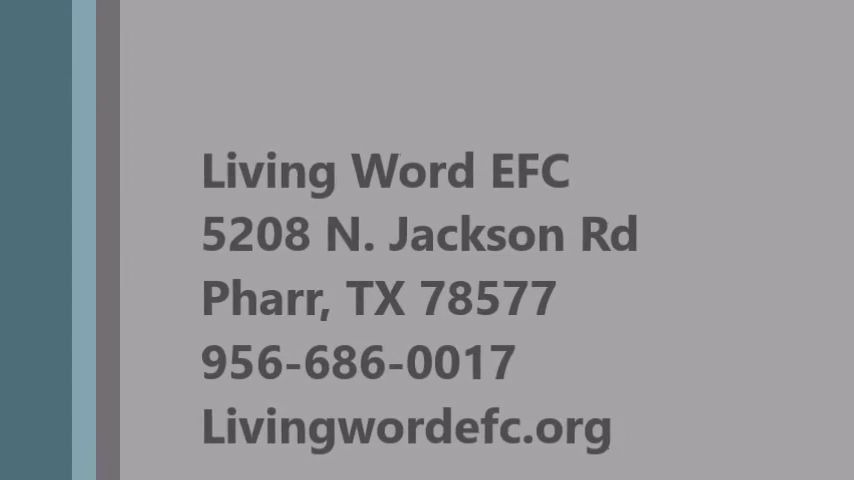 Living Word EFC
5208 N. Jackson Rd
Pharr, TX 78577
956-686-0017
Livingwordefc.org